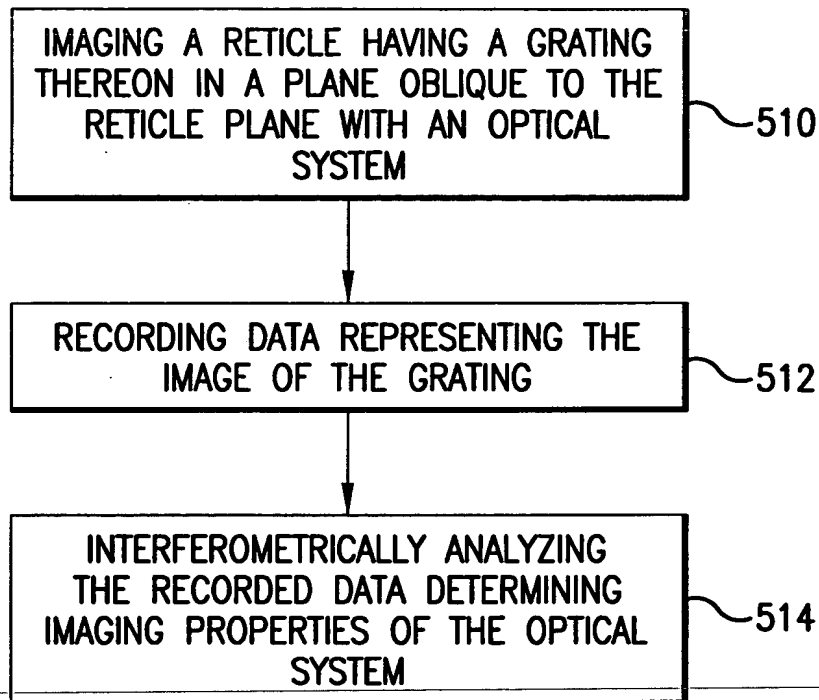 IMAGING A RETICLE HAVING A GRATING
THEREON IN A PLANE OBLIQUE TO THE
RETICLE PLANE WITH AN OPTICAL
SYSTEM
510
RECORDING DATA REPRESENTING THE
IMAGE OF THE GRATING
512
INTERFEROMETRICALLY ANALYZING
THE RECORDED DATA DETERMINING
IMAGING PROPERTIES OF THE OPTICAL
SYSTEM
514